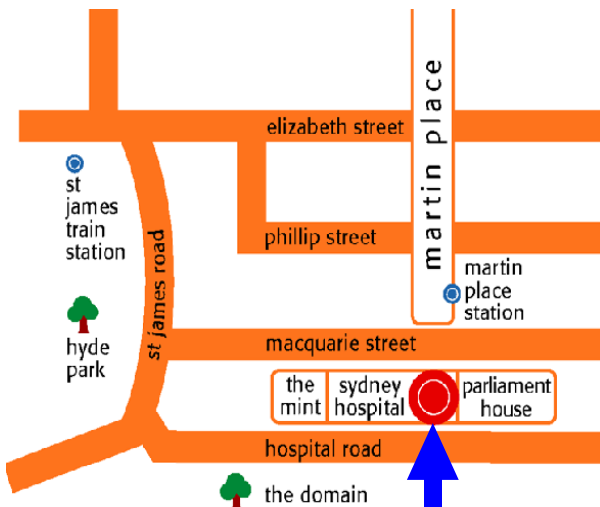 elizabeth street
martin place
st
james
train
station
phillip street
st james road
martin
place
station
hyde
park
macquarie street
the
mint
sydney
hospital
parliament
house
hospital road
the domain